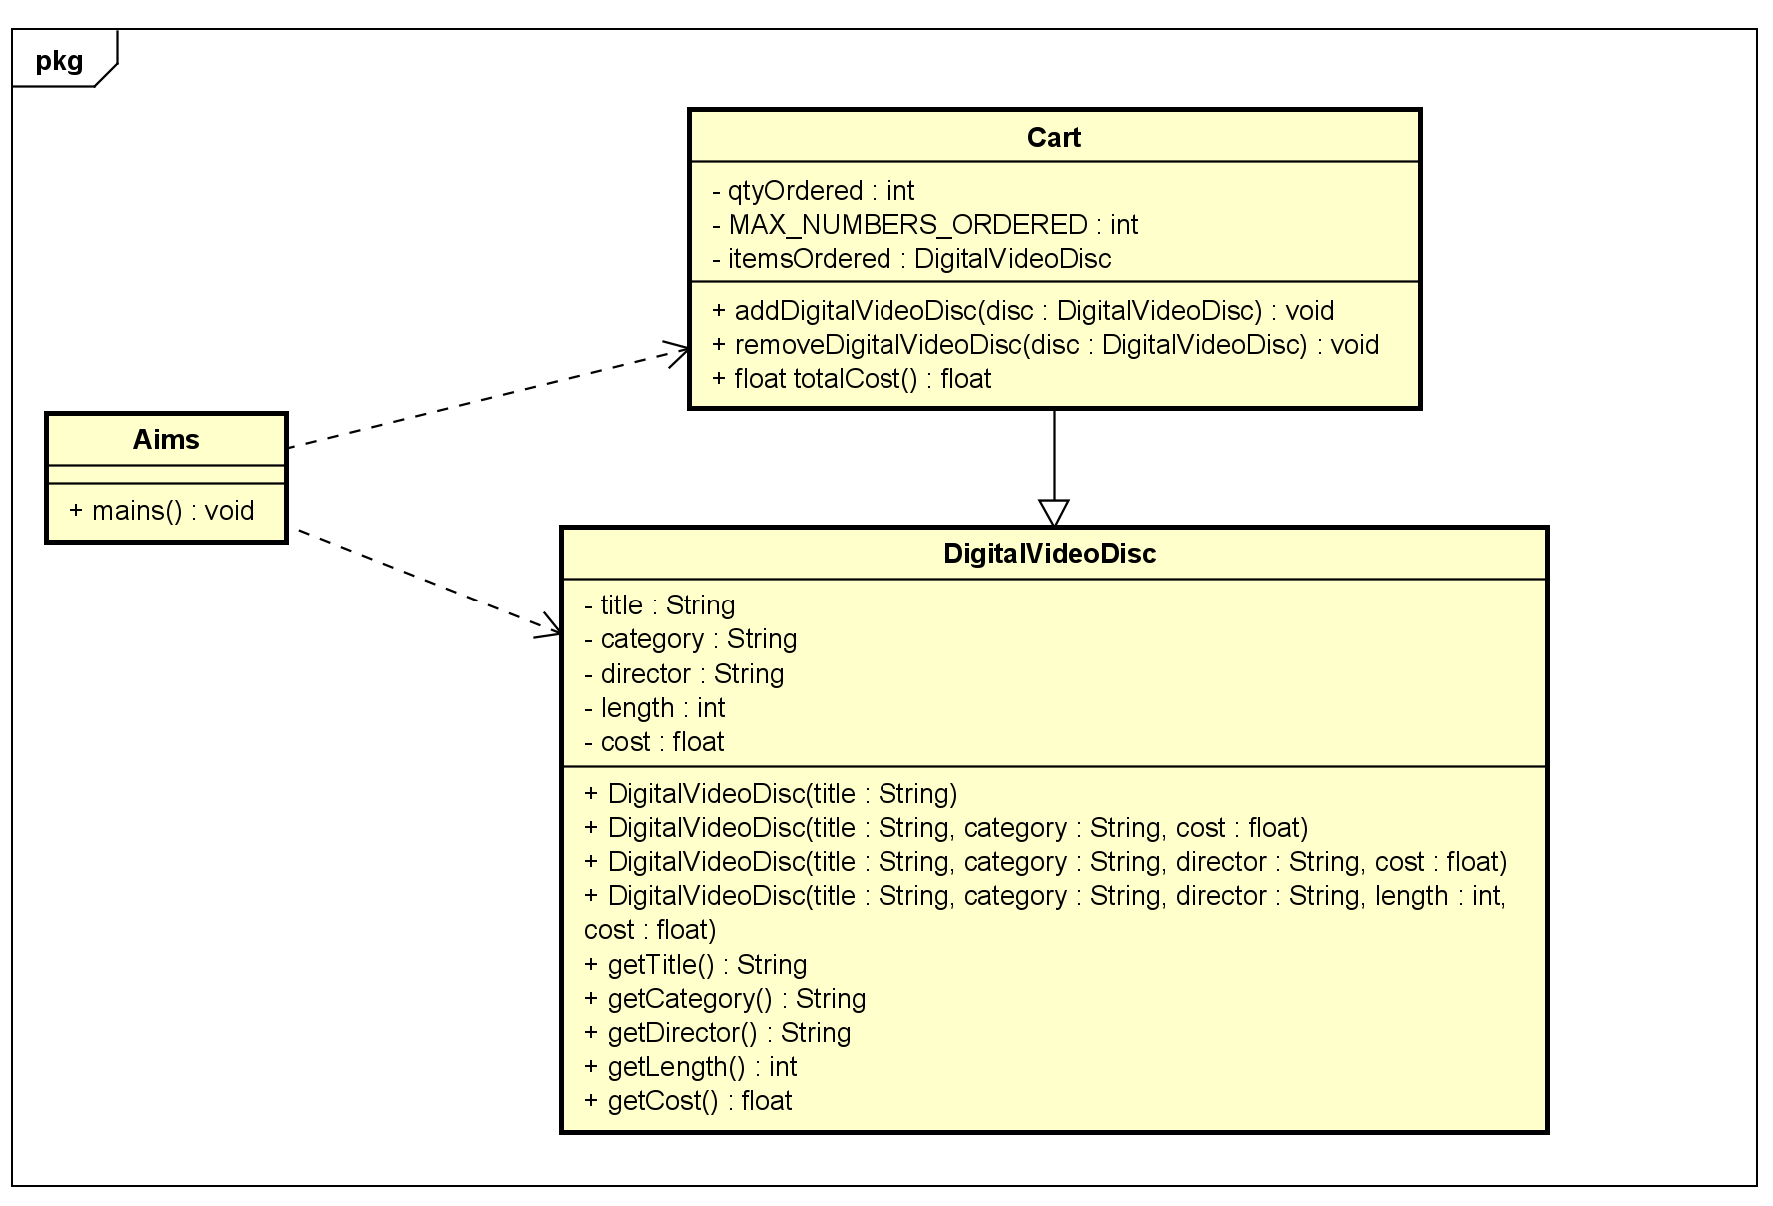 pkg
Cart
- qtyOrdered : int
- MAX_NUMBERS_ORDERED : int
- itemsOrdered : DigitalVideoDisc
+ addDigitalVideoDisc(disc : DigitalVideoDisc) : void
+ removeDigitalVideoDisc(disc : DigitalVideoDisc) : void
+ float totalCost() : float
Aims
+ mains() : void
DigitalVideoDisc
- title : String
- category : String
- director : String
- length : int
- cost : float
+ DigitalVideoDisc(title : String)
+ DigitalVideoDisc(title : String, category : String, cost : float)
+ DigitalVideoDisc(title : String, category : String, director : String, cost : float)
+ DigitalVideoDisc(title : String, category : String, director : String, length : int,
cost : float)
+ getTitle() : String
+ getCategory() : String
+ getDirector() : String
+ getLength() : int
+ getCost() : float